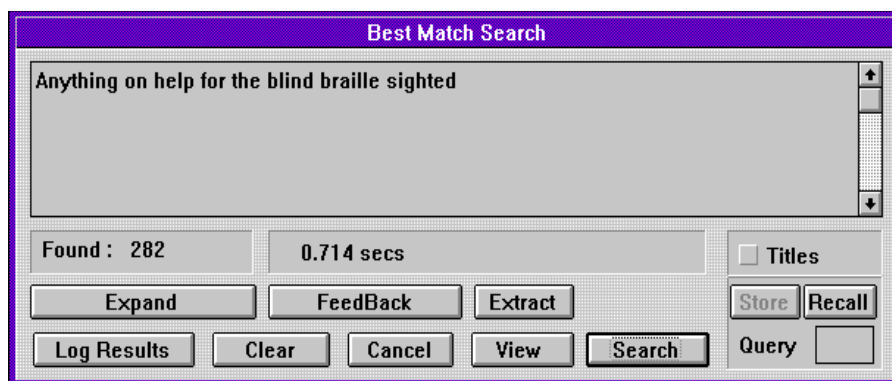 Best Match Search
Anything on help for the blind braille sighted
Found : 282
0.714 secs
Titles
Expand
FeedBack
Extract
Store
Recall
Log Results
Clear
Cancel
View
Search
Query